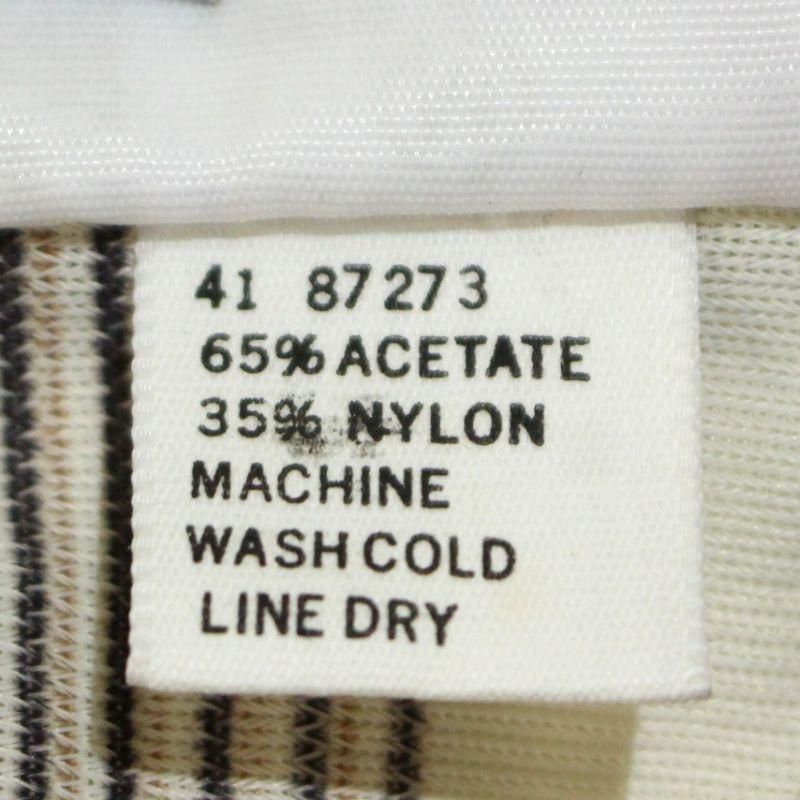 41 87273
65% ACETATE
35% NYLON
MACHINE
WASH COLD
LINE DRY